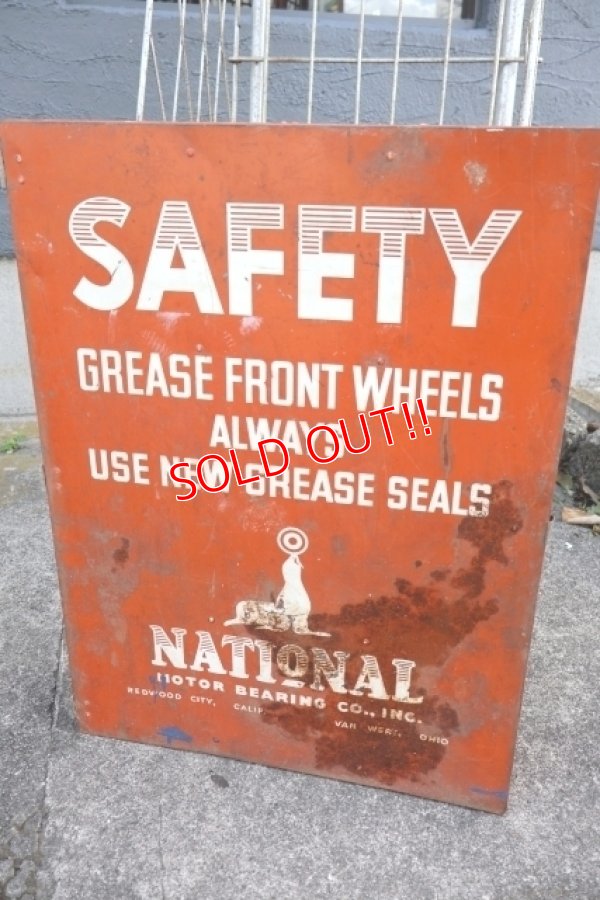 SAFETY
GREASE FRONT WHEELS
ALWAYS
USE NEW GREASE SEALS
SOLD OUT!!
NATIONAL
MOTOR BEARING CO., INC.
REDWOOD CITY, CALIF. VAN WERT, OHIO